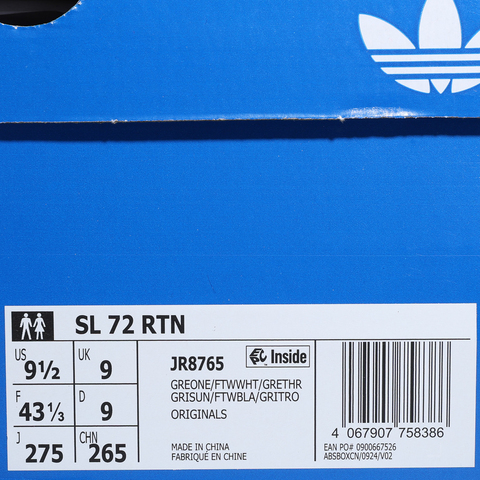 SL 72 RTN
US 9½ UK 9
F 43⅓ D 9
J 275 CHN 265
JR8765 Inside
GREONE/FTWWHT/GRETHR
GRISUN/FTWBLA/GRITRO
ORIGINALS
MADE IN CHINA
FABRIQUÉ EN CHINE
4 067907 758386
EAN PO# 0900667526
ABSBOXCN/0924/V02